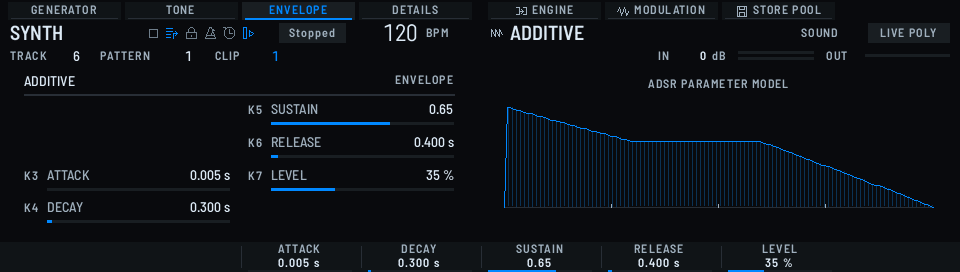 GENERATOR TONE ENVELOPE DETAILS ENGINE MODULATION STORE POOL
SYNTH Stopped 120 BPM ADDITIVE SOUND LIVE POLY
TRACK 6 PATTERN 1 CLIP 1 IN 0 dB OUT
ADDITIVE ENVELOPE ADSR PARAMETER MODEL
K5 SUSTAIN 0.65
K6 RELEASE 0.400 s
K3 ATTACK 0.005 s K7 LEVEL 35 %
K4 DECAY 0.300 s
ATTACK DECAY SUSTAIN RELEASE LEVEL
0.005 s 0.300 s 0.65 0.400 s 35 %